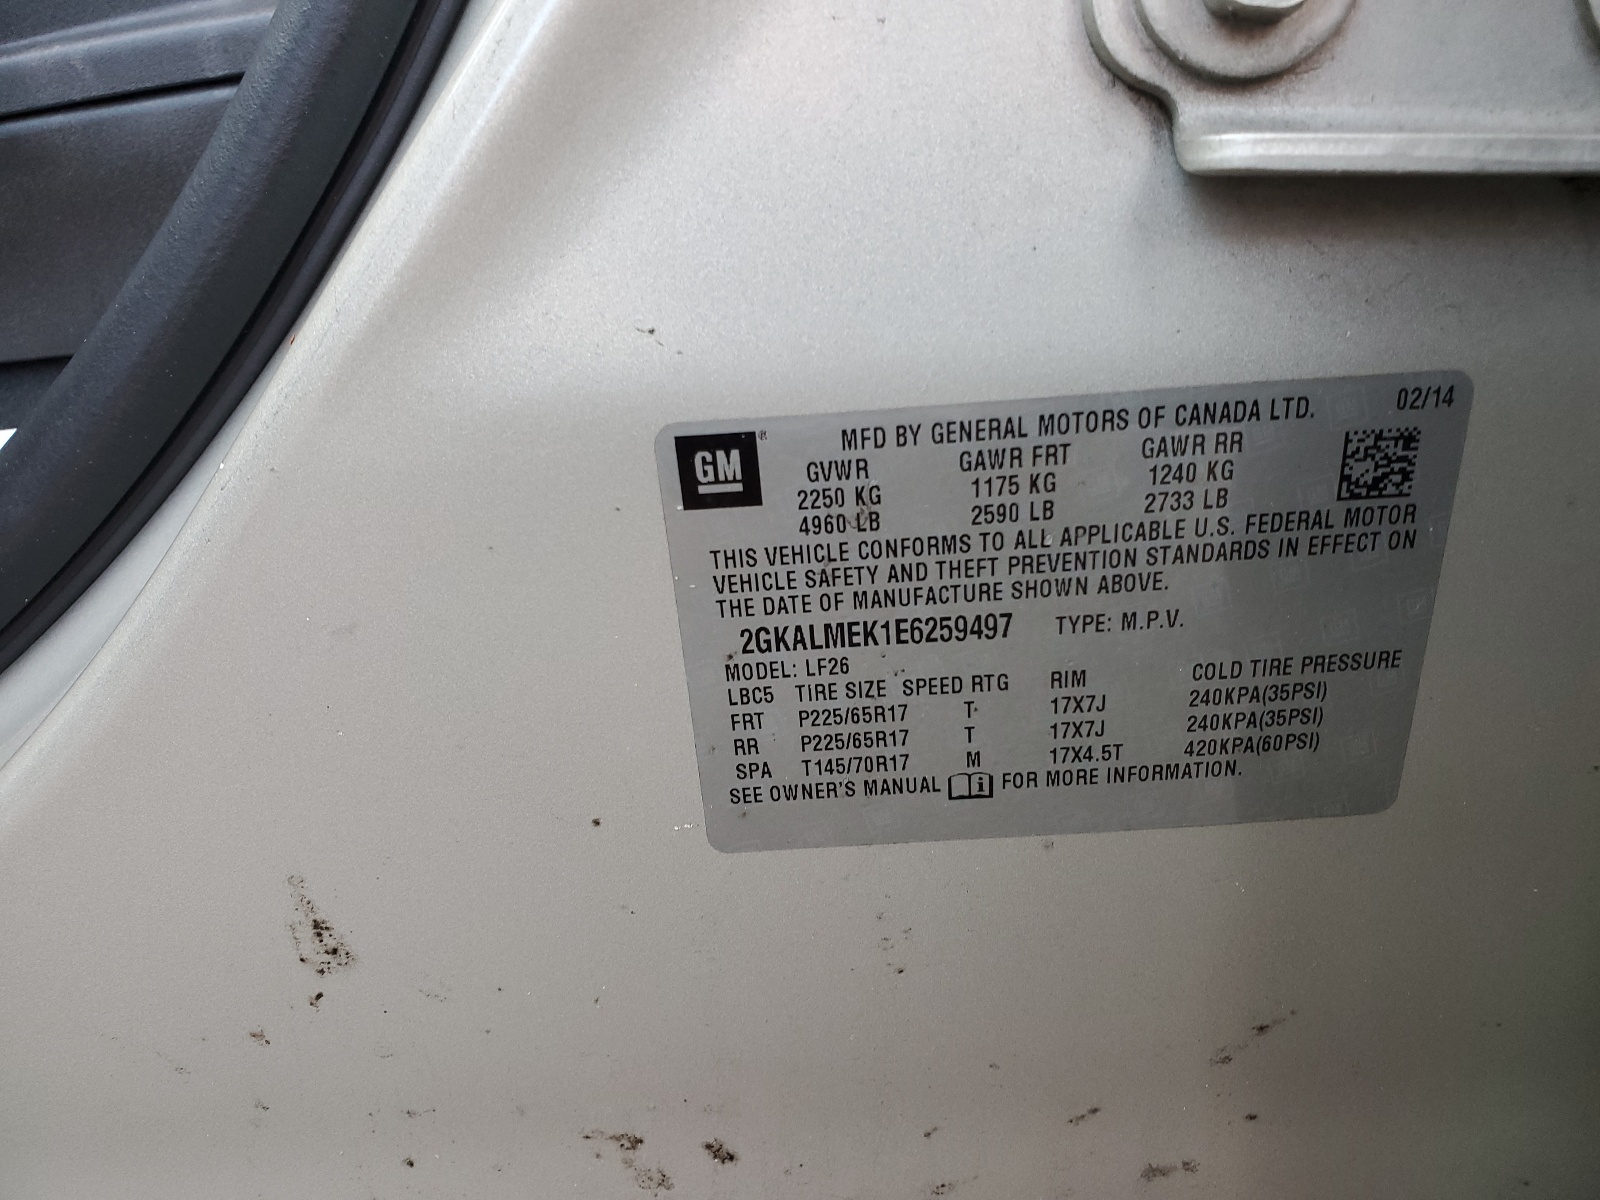 02/14
MFD BY GENERAL MOTORS OF CANADA LTD.
GM ®
GVWR GAWR FRT GAWR RR
2250 KG 1175 KG 1240 KG
4960 LB 2590 LB 2733 LB
THIS VEHICLE CONFORMS TO ALL APPLICABLE U.S. FEDERAL MOTOR
VEHICLE SAFETY AND THEFT PREVENTION STANDARDS IN EFFECT ON
THE DATE OF MANUFACTURE SHOWN ABOVE.
2GKALMEK1E6259497 TYPE: M.P.V.
MODEL: LF26
LBC5 TIRE SIZE SPEED RTG RIM COLD TIRE PRESSURE
FRT P225/65R17 T 17X7J 240KPA(35PSI)
RR P225/65R17 T 17X7J 240KPA(35PSI)
SPA T145/70R17 M 17X4.5T 420KPA(60PSI)
SEE OWNER'S MANUAL i FOR MORE INFORMATION.